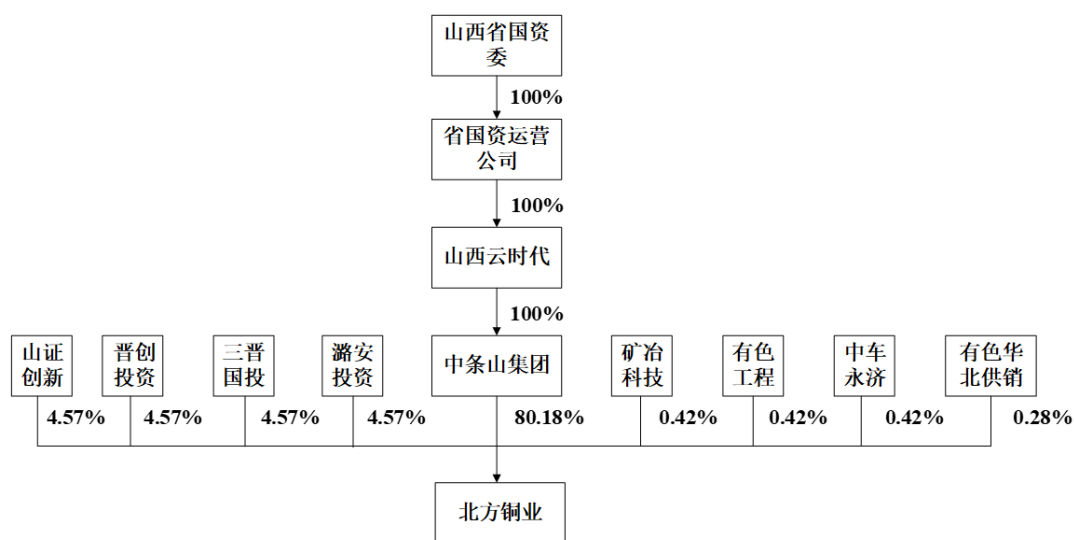 山西省国资
委
100%
省国资运营
公司
100%
山西云时代
100%
山证
创新
晋创
投资
三晋
国投
潞安
投资
中条山集团
矿冶
科技
有色
工程
中车
永济
有色华
北供销
4.57%
4.57%
4.57%
4.57%
80.18%
0.42%
0.42%
0.42%
0.28%
北方铜业